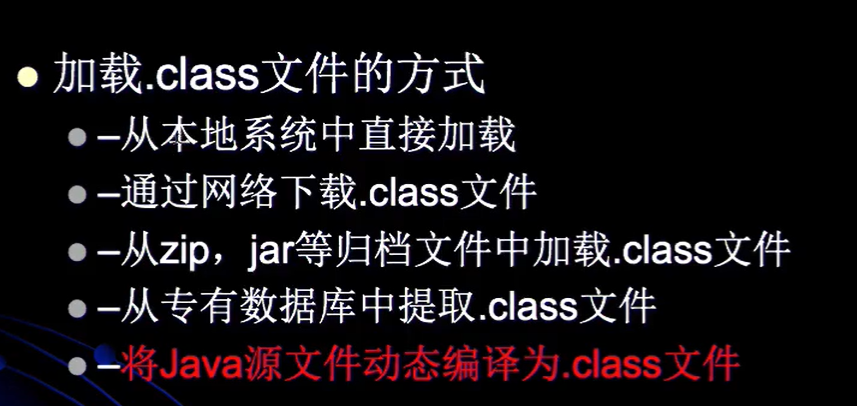 加载.class文件的方式
–从本地系统中直接加载
–通过网络下载.class文件
–从zip，jar等归档文件中加载.class文件
–从专有数据库中提取.class文件
–将Java源文件动态编译为.class文件